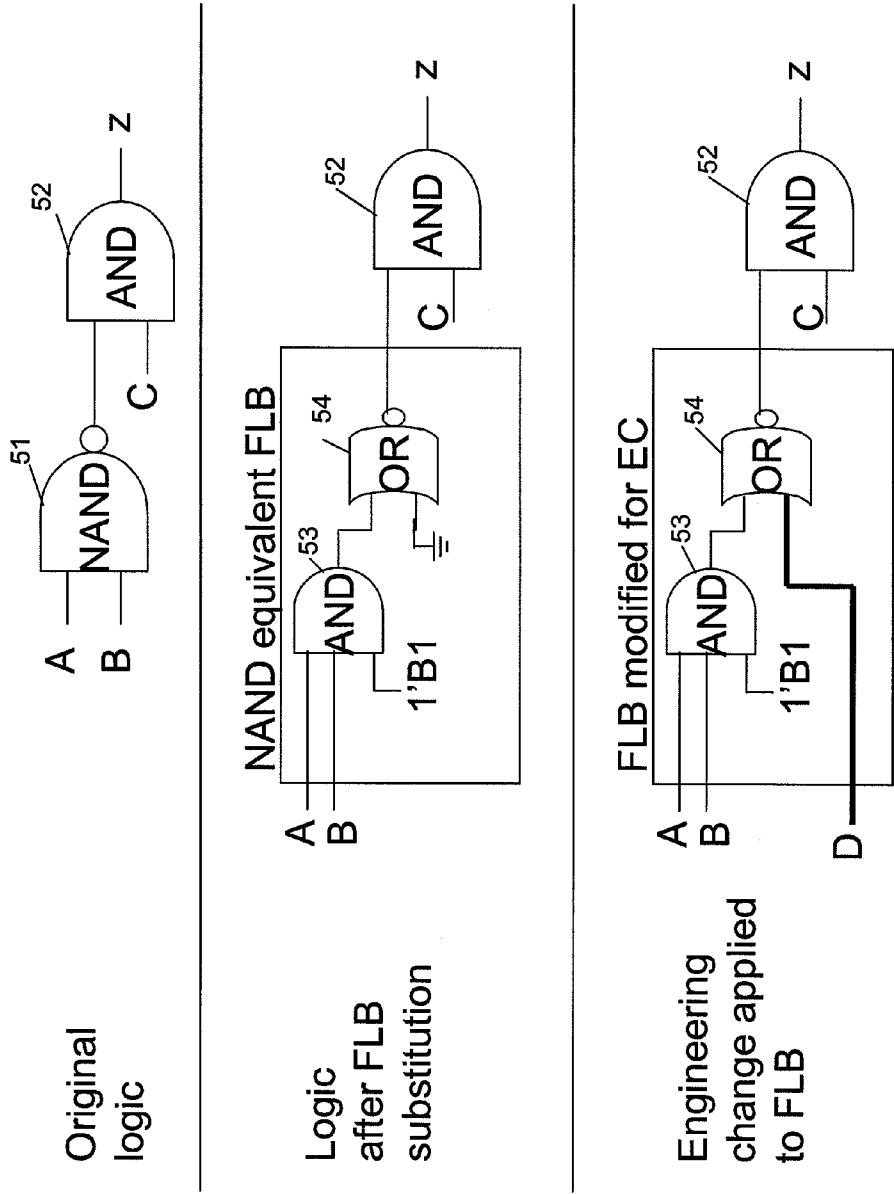 Original
logic
A
B
NAND
51
C
AND
52
Z
Logic
after FLB
substitution
NAND equivalent FLB
A
B
1'B1
AND
53
OR
54
C
AND
52
Z
Engineering
change applied
to FLB
FLB modified for EC
A
B
D
1'B1
AND
53
OR
54
C
AND
52
Z